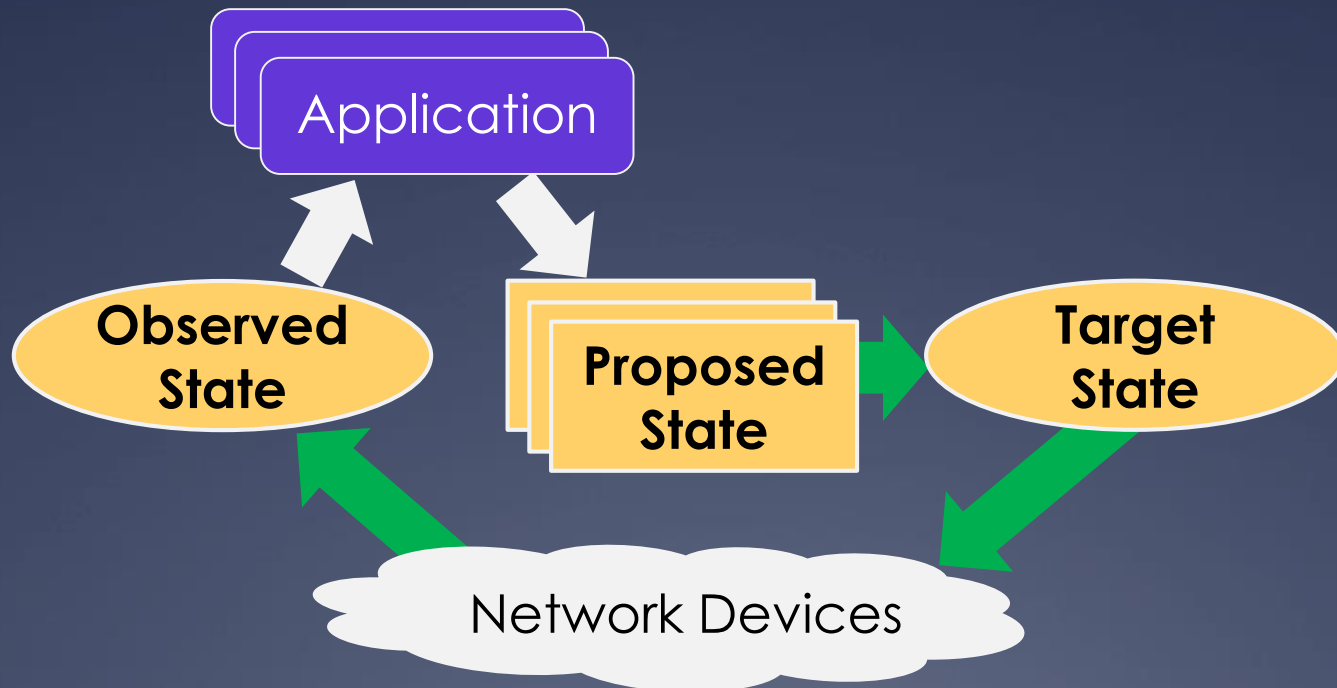 Application
Observed
State
Proposed
State
Target
State
Network Devices